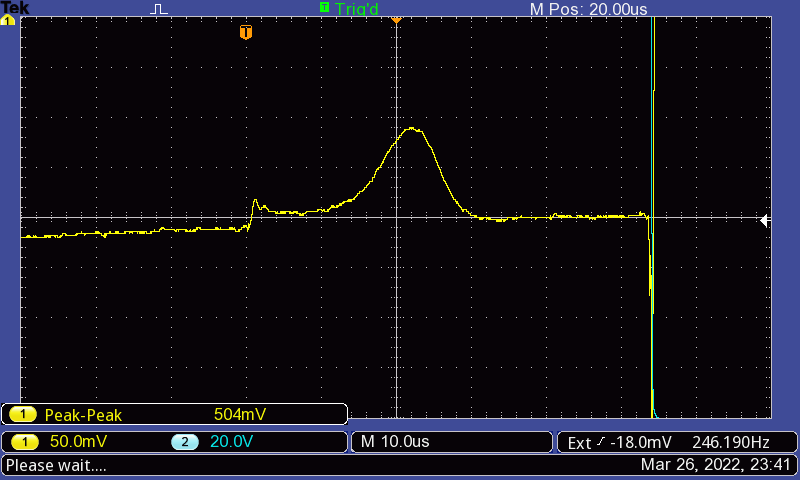 Tek T Trig'd M Pos: 20.00us
1
T
1 Peak-Peak 504mV
1 50.0mV 2 20.0V M 10.0us Ext -18.0mV 246.190Hz
Please wait.... Mar 26, 2022, 23:41